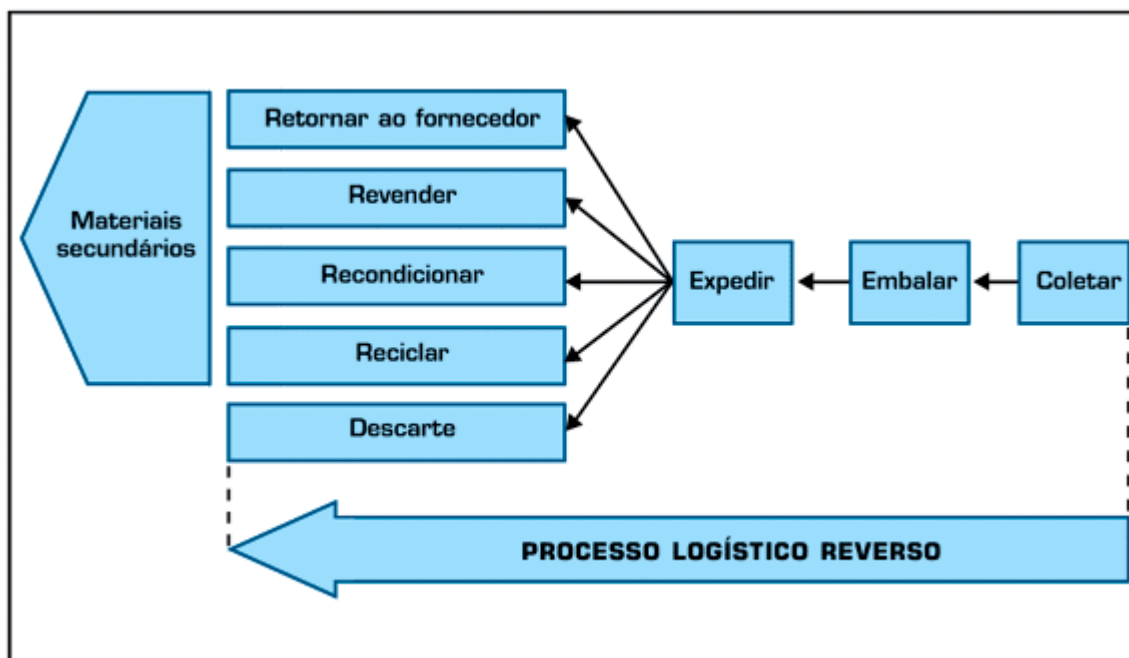 Retornar ao fornecedor
Revender
Materiais
secundários
Recondicionar
Expedir
Embalar
Coletar
Reciclar
Descarte
PROCESSO LOGÍSTICO REVERSO